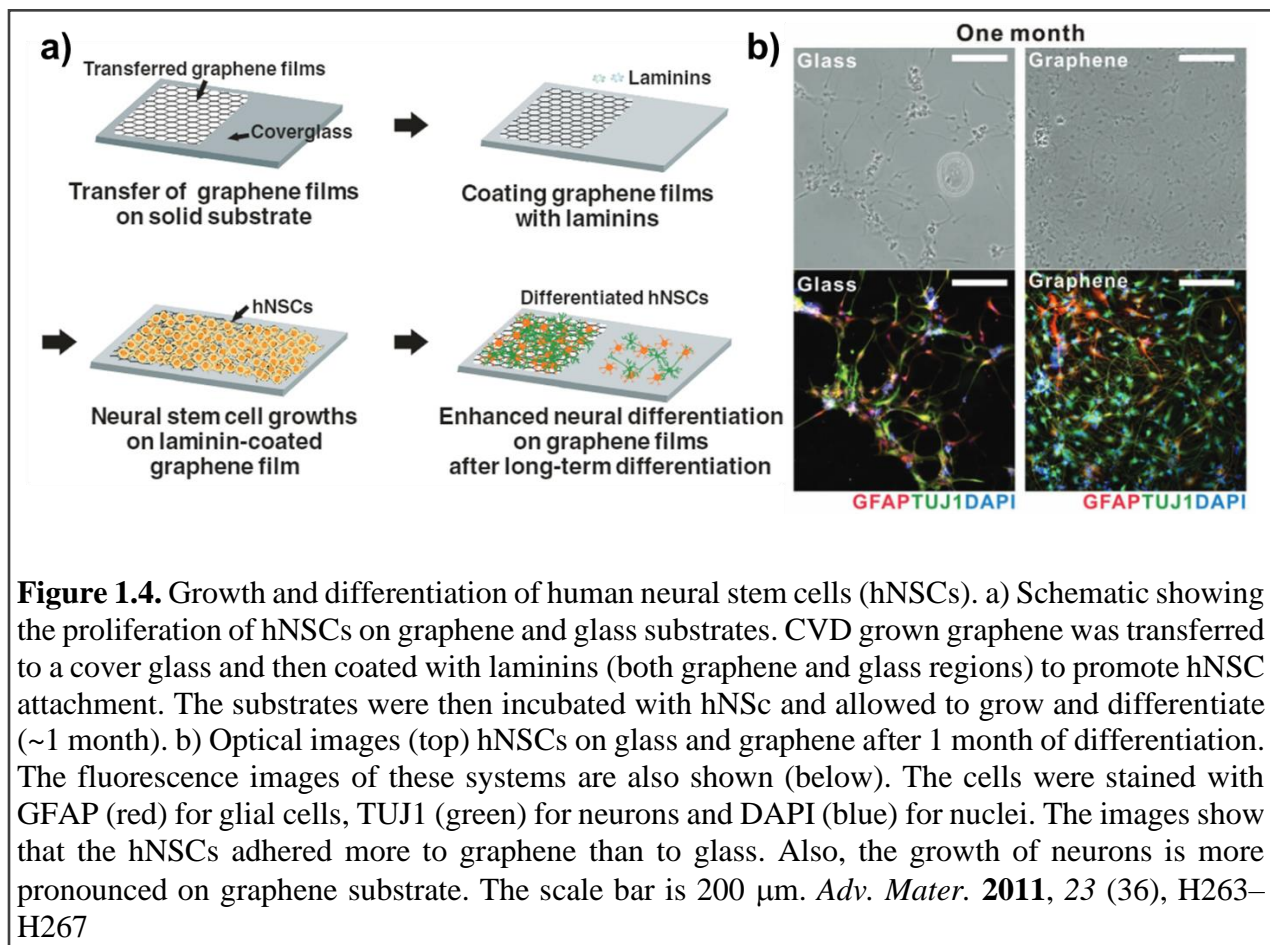 a)
Transferred graphene films
Coverglass
Transfer of graphene films
on solid substrate
Laminins
Coating graphene films
with laminins
hNSCs
Neural stem cell growths
on laminin-coated
graphene film
Differentiated hNSCs
Enhanced neural differentiation
on graphene films
after long-term differentiation
b)
One month
Glass
Graphene
Glass
Graphene
GFAPTUJ1DAPI
GFAPTUJ1DAPI
Figure 1.4. Growth and differentiation of human neural stem cells (hNSCs). a) Schematic showing
the proliferation of hNSCs on graphene and glass substrates. CVD grown graphene was transferred
to a cover glass and then coated with laminins (both graphene and glass regions) to promote hNSC
attachment. The substrates were then incubated with hNSc and allowed to grow and differentiate
(~1 month). b) Optical images (top) hNSCs on glass and graphene after 1 month of differentiation.
The fluorescence images of these systems are also shown (below). The cells were stained with
GFAP (red) for glial cells, TUJ1 (green) for neurons and DAPI (blue) for nuclei. The images show
that the hNSCs adhered more to graphene than to glass. Also, the growth of neurons is more
pronounced on graphene substrate. The scale bar is 200 μm. Adv. Mater. 2011, 23 (36), H263–
H267